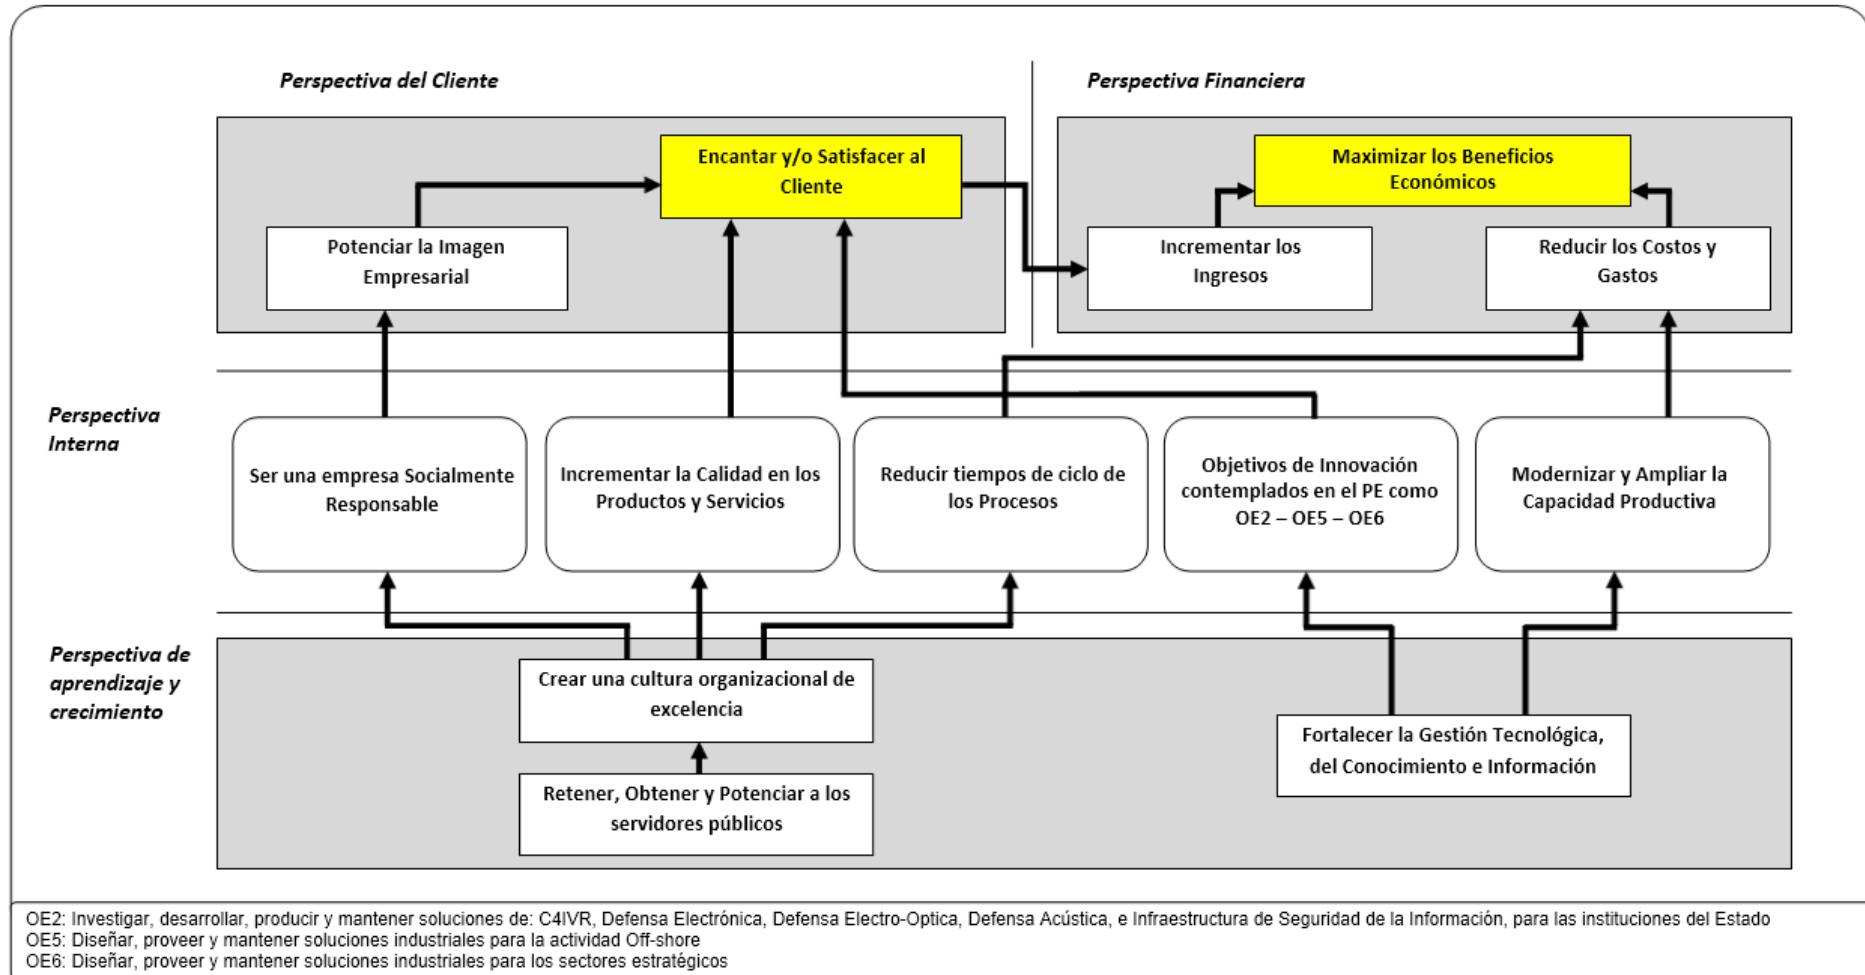 Perspectiva del Cliente
Perspectiva Financiera
Encantar y/o Satisfacer al
Cliente
Maximizar los Beneficios
Económicos
Potenciar la Imagen
Empresarial
Incrementar los
Ingresos
Reducir los Costos y
Gastos
Perspectiva
Interna
Ser una empresa Socialmente
Responsable
Incrementar la Calidad en los
Productos y Servicios
Reducir tiempos de ciclo de
los Procesos
Objetivos de Innovación
contemplados en el PE como
OE2 – OE5 – OE6
Modernizar y Ampliar la
Capacidad Productiva
Perspectiva de
aprendizaje y
crecimiento
Crear una cultura organizacional de
excelencia
Fortalecer la Gestión Tecnológica,
del Conocimiento e Información
Retener, Obtener y Potenciar a los
servidores públicos
OE2: Investigar, desarrollar, producir y mantener soluciones de: C4IVR, Defensa Electrónica, Defensa Electro-Optica, Defensa Acústica, e Infraestructura de Seguridad de la Información, para las instituciones del Estado
OE5: Diseñar, proveer y mantener soluciones industriales para la actividad Off-shore
OE6: Diseñar, proveer y mantener soluciones industriales para los sectores estratégicos